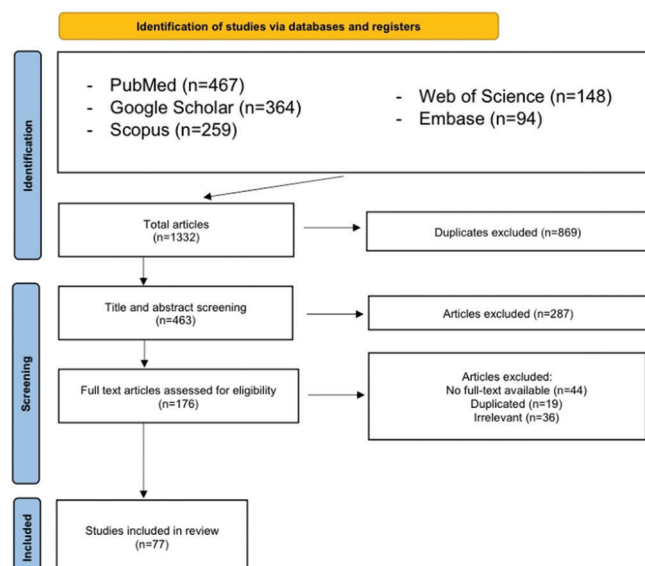 Identification of studies via databases and registers
Identification
- PubMed (n=467)
- Google Scholar (n=364)
- Scopus (n=259)
- Web of Science (n=148)
- Embase (n=94)
Total articles
(n=1332)
Duplicates excluded (n=869)
Screening
Title and abstract screening
(n=463)
Articles excluded (n=287)
Full text articles assessed for eligibility
(n=176)
Articles excluded:
No full-text available (n=44)
Duplicated (n=19)
Irrelevant (n=36)
Included
Studies included in review
(n=77)